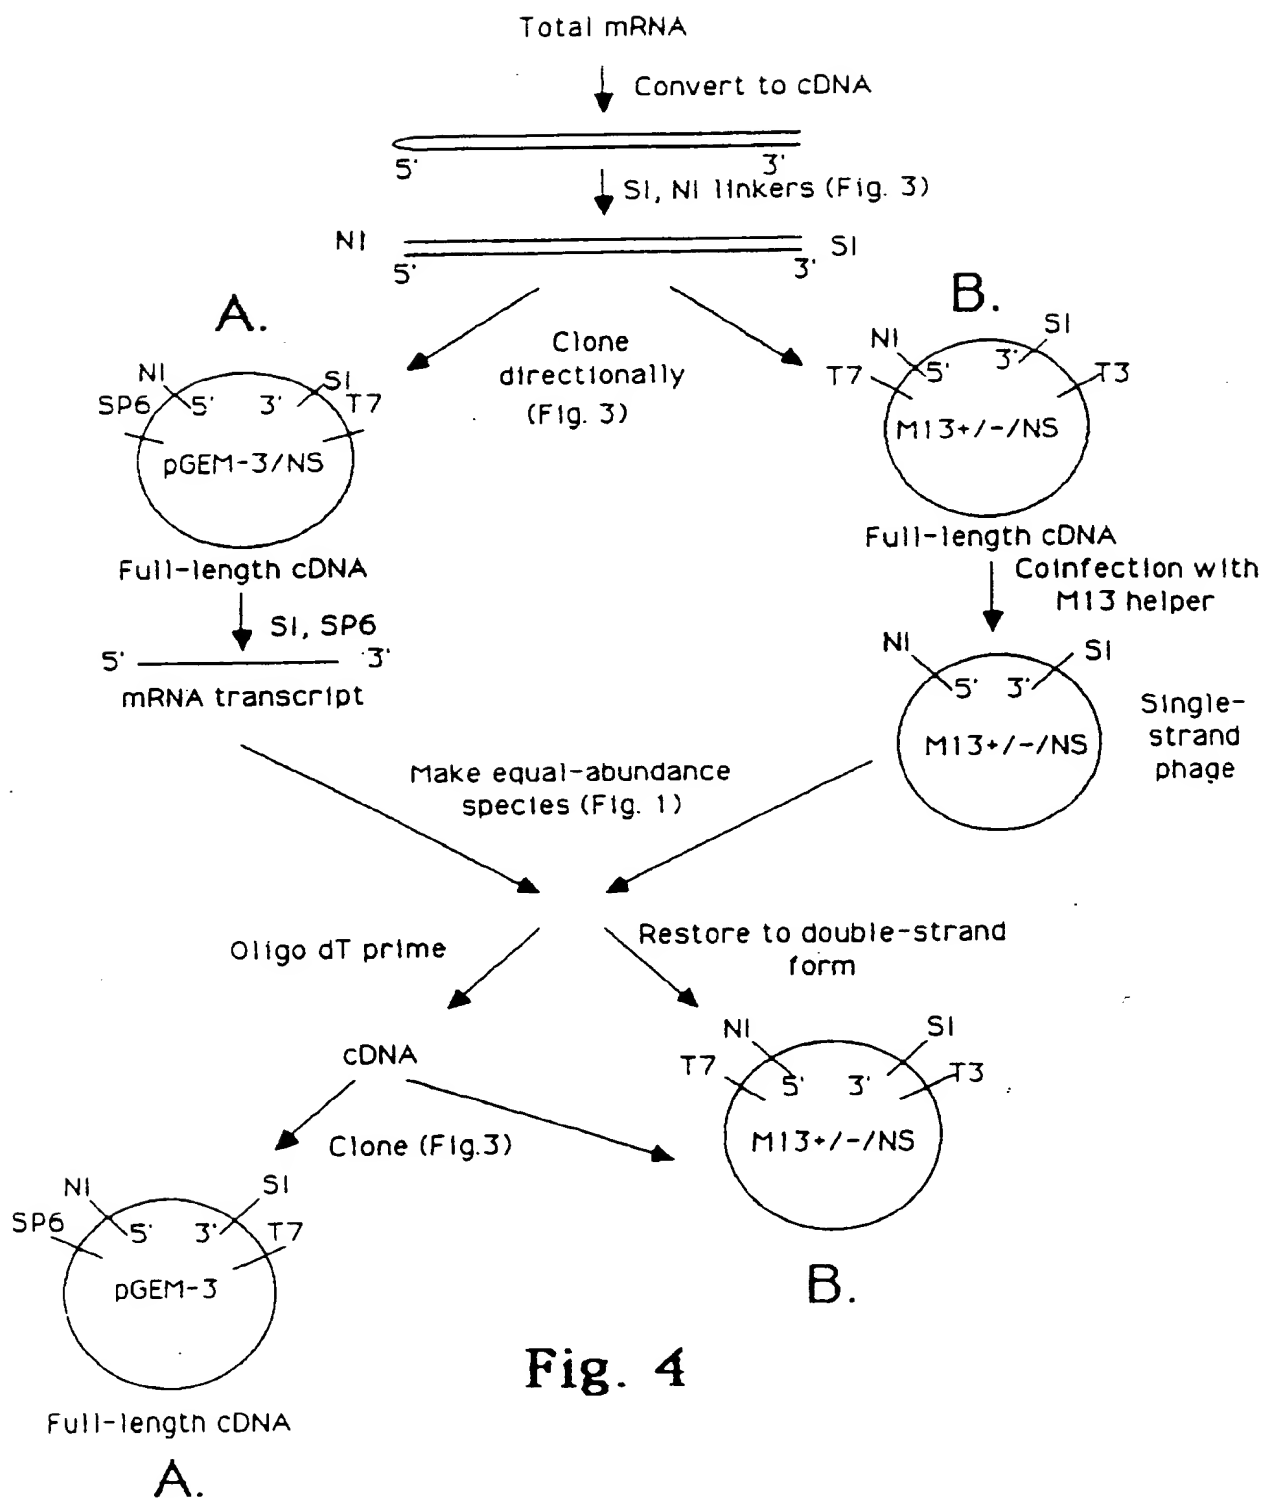 Total mRNA
Convert to cDNA
5' 3'
SI, NI linkers (Fig. 3)
NI SI
5' 3'
A.
B.
Clone
directionally
(Fig. 3)
NI SI
SP6 5' 3' T7
pGEM-3/NS
Full-length cDNA
SI, SP6
5' 3'
mRNA transcript
NI SI
T7 5' 3' T3
M13+/-/NS
Full-length cDNA
Coinfection with
M13 helper
NI SI
5' 3'
M13+/-/NS
Single-
strand
phage
Make equal-abundance
species (Fig. 1)
Oligo dT prime
Restore to double-strand
form
cDNA
Clone (Fig.3)
NI SI
T7 5' 3' T3
M13+/-/NS
B.
NI SI
SP6 5' 3' T7
pGEM-3
Full-length cDNA
A.
Fig. 4